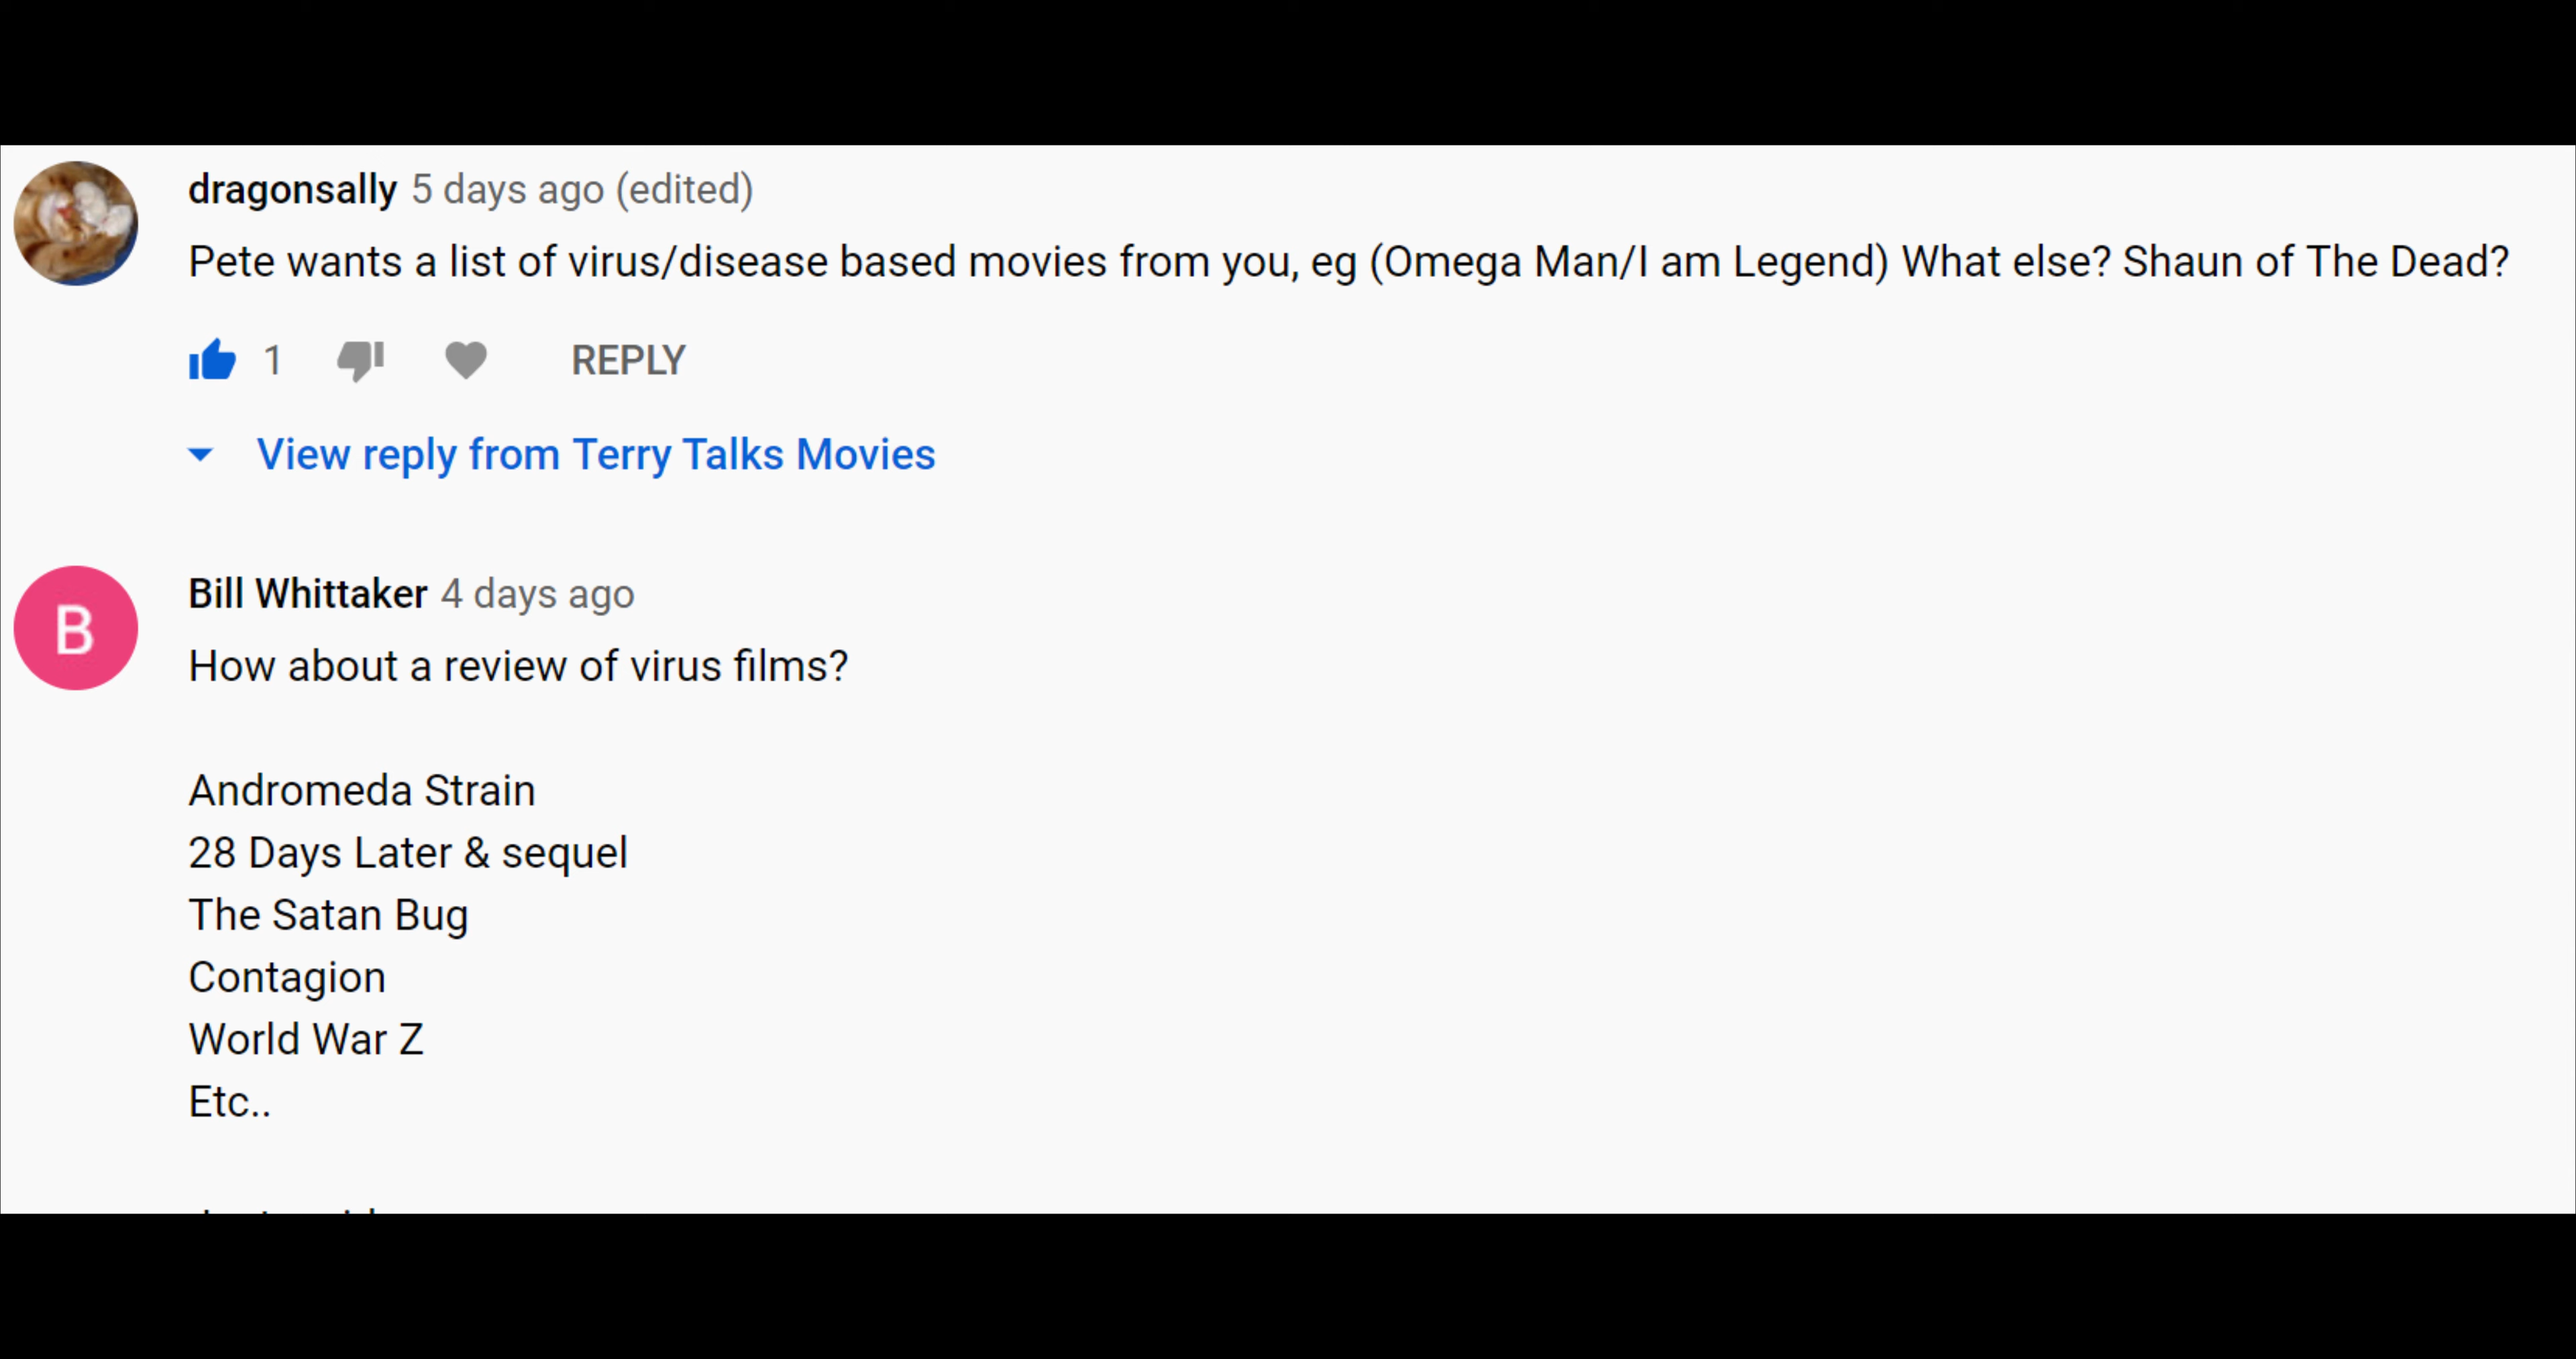 dragonsally 5 days ago (edited)
Pete wants a list of virus/disease based movies from you, eg (Omega Man/I am Legend) What else? Shaun of The Dead?
1 REPLY
View reply from Terry Talks Movies
B
Bill Whittaker 4 days ago
How about a review of virus films?
Andromeda Strain
28 Days Later & sequel
The Satan Bug
Contagion
World War Z
Etc..